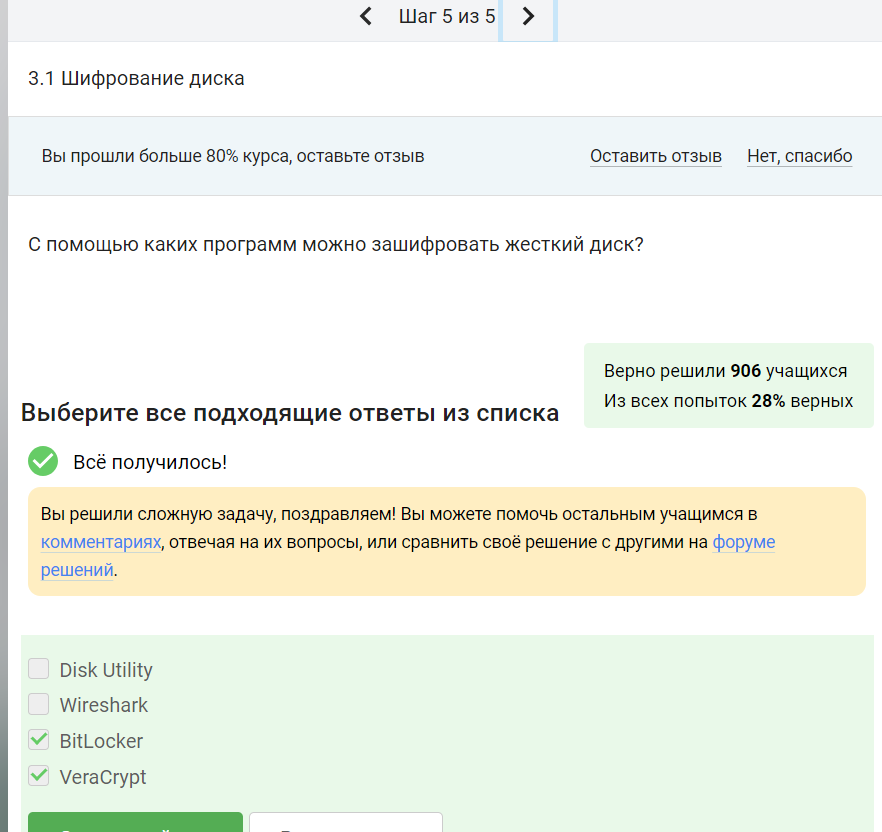 Шаг 5 из 5
3.1 Шифрование диска
Вы прошли больше 80% курса, оставьте отзыв
Оставить отзыв
Нет, спасибо
С помощью каких программ можно зашифровать жесткий диск?
Верно решили 906 учащихся
Из всех попыток 28% верных
Выберите все подходящие ответы из списка
Всё получилось!
Вы решили сложную задачу, поздравляем! Вы можете помочь остальным учащимся в
комментариях, отвечая на их вопросы, или сравнить своё решение с другими на форуме
решений.
Disk Utility
Wireshark
BitLocker
VeraCrypt